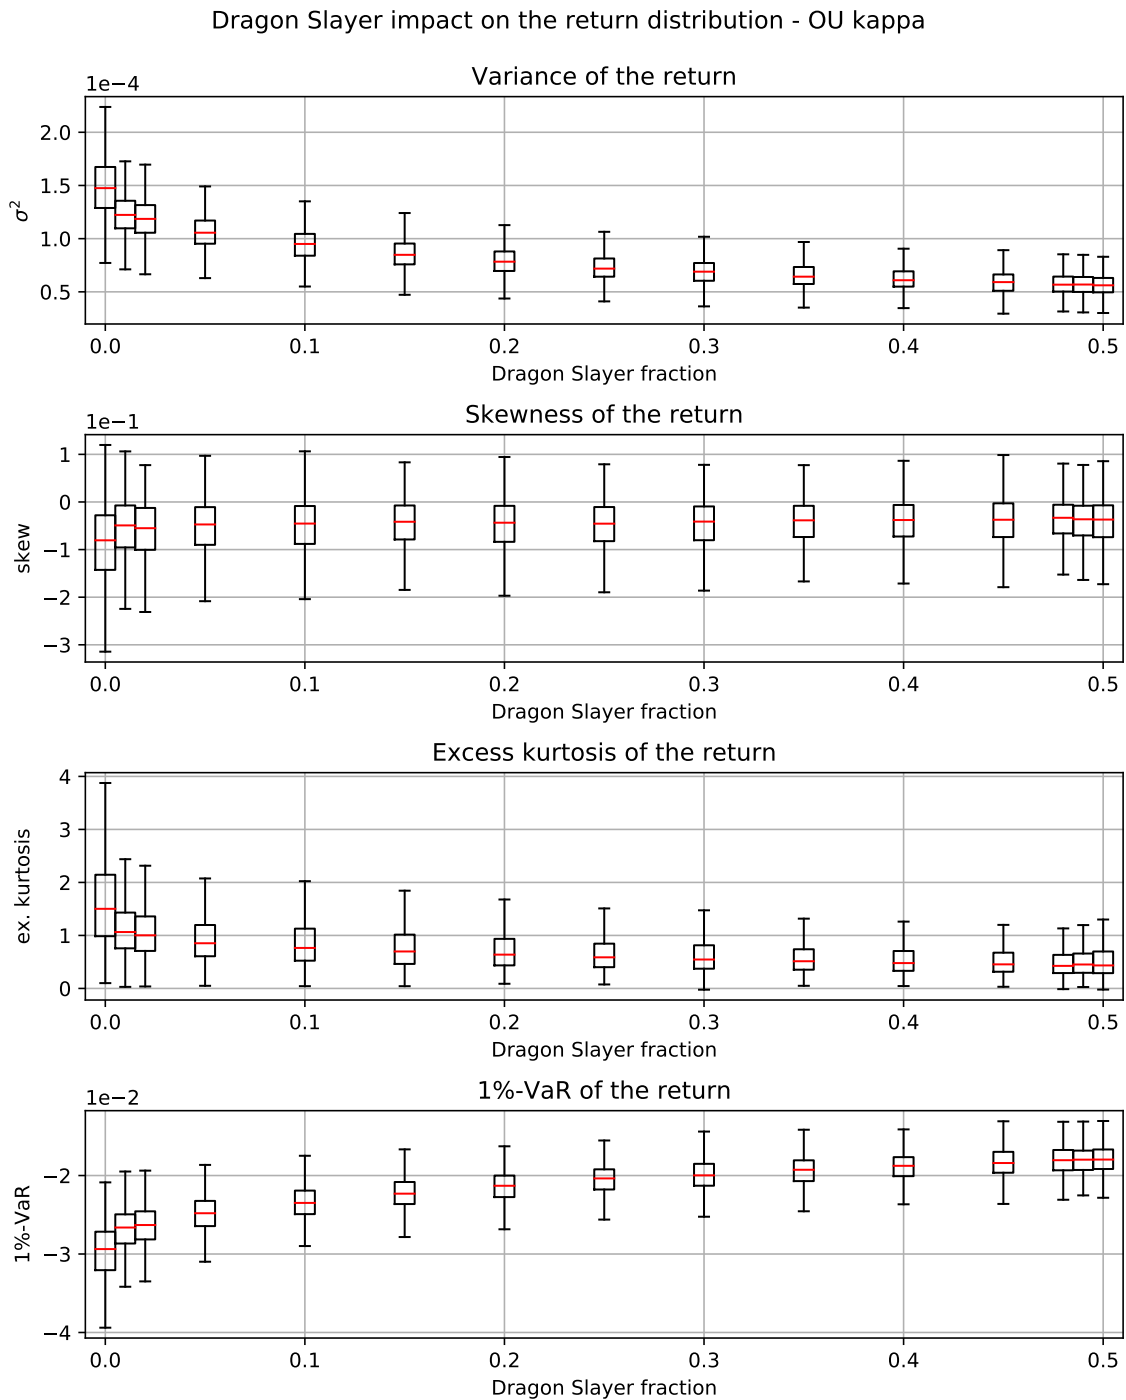 Dragon Slayer impact on the return distribution - OU kappa
Variance of the return
1e−4
2.0
1.5
1.0
0.5
σ²
0.0 0.1 0.2 0.3 0.4 0.5
Dragon Slayer fraction
Skewness of the return
1e−1
1
0
−1
−2
−3
skew
0.0 0.1 0.2 0.3 0.4 0.5
Dragon Slayer fraction
Excess kurtosis of the return
4
3
2
1
0
ex. kurtosis
0.0 0.1 0.2 0.3 0.4 0.5
Dragon Slayer fraction
1%-VaR of the return
1e−2
−2
−3
−4
1%-VaR
0.0 0.1 0.2 0.3 0.4 0.5
Dragon Slayer fraction